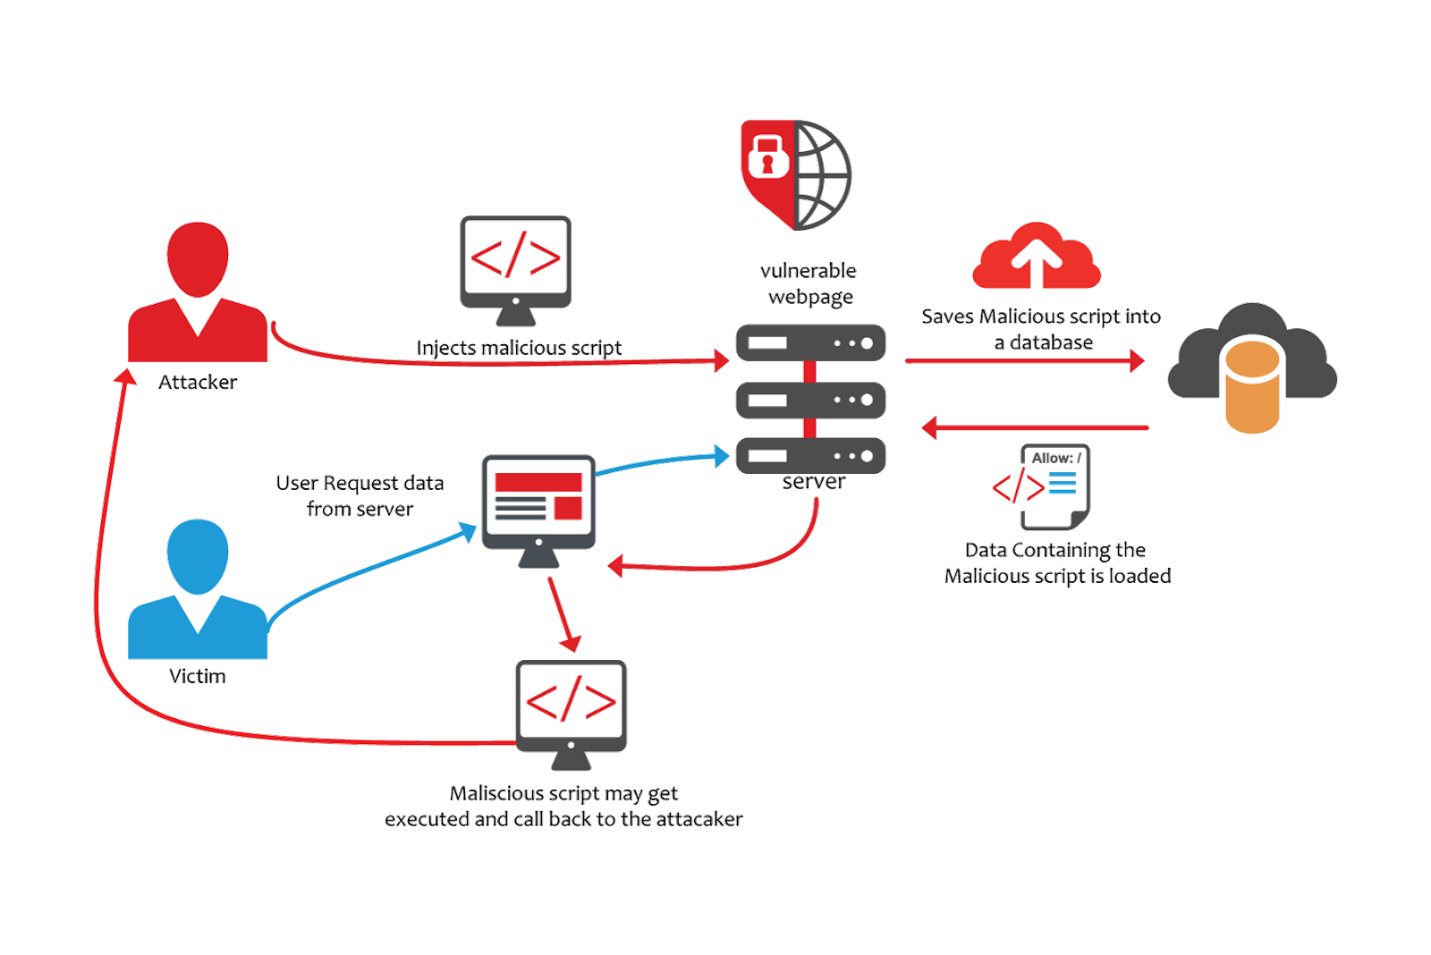 vulnerable
webpage
Saves Malicious script into
a database
Injects malicious script
Attacker
Allow: /
User Request data
from server
server
Data Containing the
Malicious script is loaded
Victim
Maliscious script may get
executed and call back to the attacaker